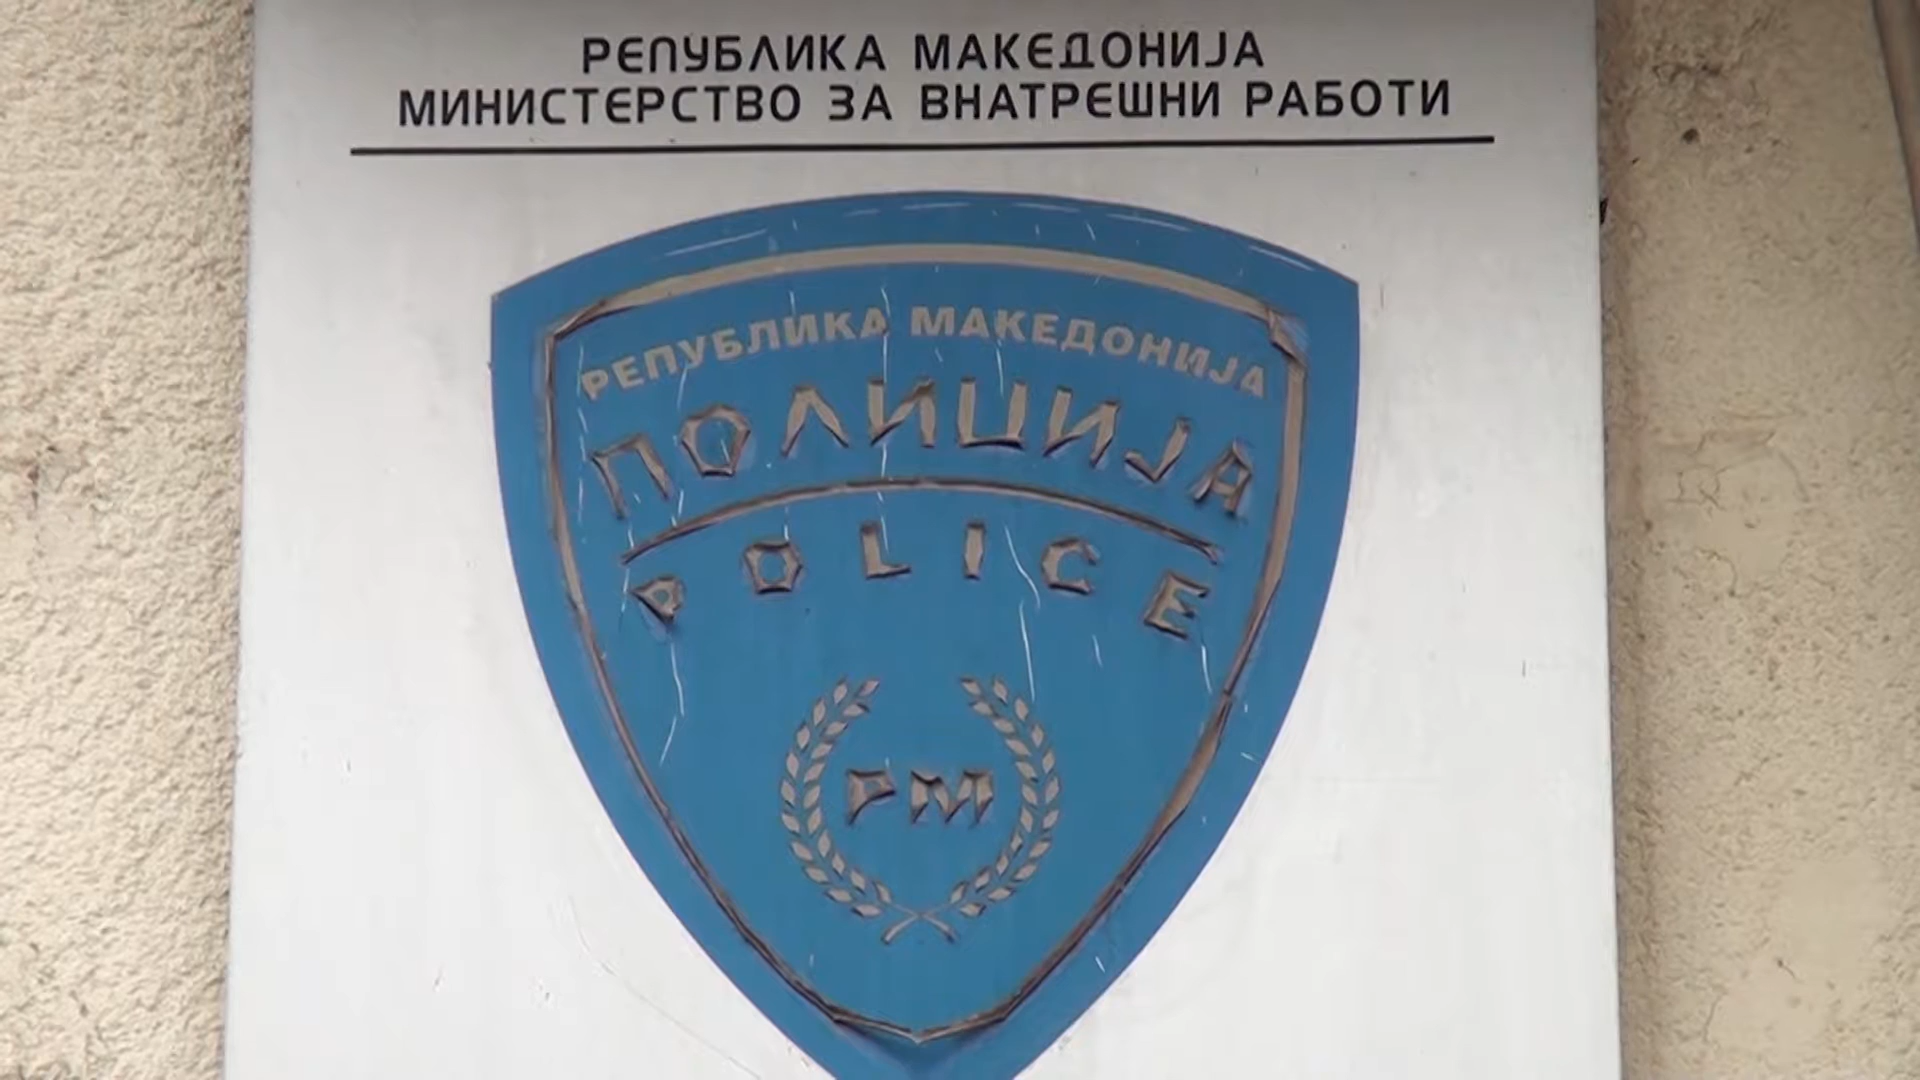 РЕПУБЛИКА МАКЕДОНИЈА
МИНИСТЕРСТВО ЗА ВНАТРЕШНИ РАБОТИ
РЕПУБЛИКА МАКЕДОНИЈА
ПОЛИЦИЈА
POLICE
РМ